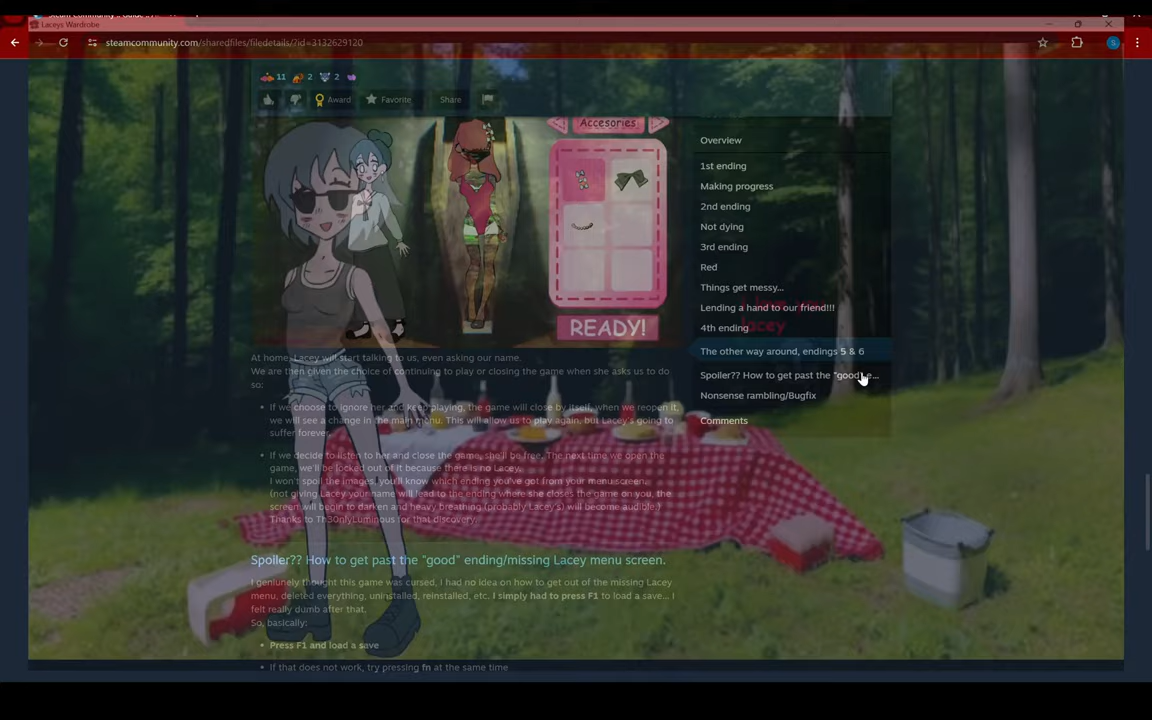 Laceys Wardrobe
steamcommunity.com/sharedfiles/filedetails/?id=3132629120
S
11 2 2
Award Favorite Share
Accesories
READY!
Overview
1st ending
Making progress
2nd ending
Not dying
3rd ending
Red
Things get messy...
Lending a hand to our friend!!!
4th ending
lacey
The other way around, endings 5 & 6
Spoiler?? How to get past the "good" e...
Nonsense rambling/Bugfix
Comments
At home, Lacey will start talking to us, even asking our name.
We are then given the choice of continuing to play or closing the game when she asks us to do
so:
If we choose to ignore her and keep playing, the game will close by itself, when we reopen it,
we will see a change in the main menu. This will allow us to play again, but Lacey's going to
suffer forever.
If we decide to listen to her and close the game, she'll be free. The next time we open the
game, we'll be locked out of it because there is no Lacey.
I won't spoil the images, you'll know which ending you've got from your menu screen.
(not giving Lacey your name will lead to the ending where she closes the game on you, the
screen will begin to darken and heavy breathing (probably Lacey's) will become audible.)
Thanks to Th30nlyLuminous for that discovery.
Spoiler?? How to get past the "good" ending/missing Lacey menu screen.
I geniunely thought this game was cursed, I had no idea on how to get out of the missing Lacey
menu, deleted everything, uninstalled, reinstalled, etc. I simply had to press F1 to load a save... I
felt really dumb after that.
So, basically:
Press F1 and load a save
If that does not work, try pressing fn at the same time